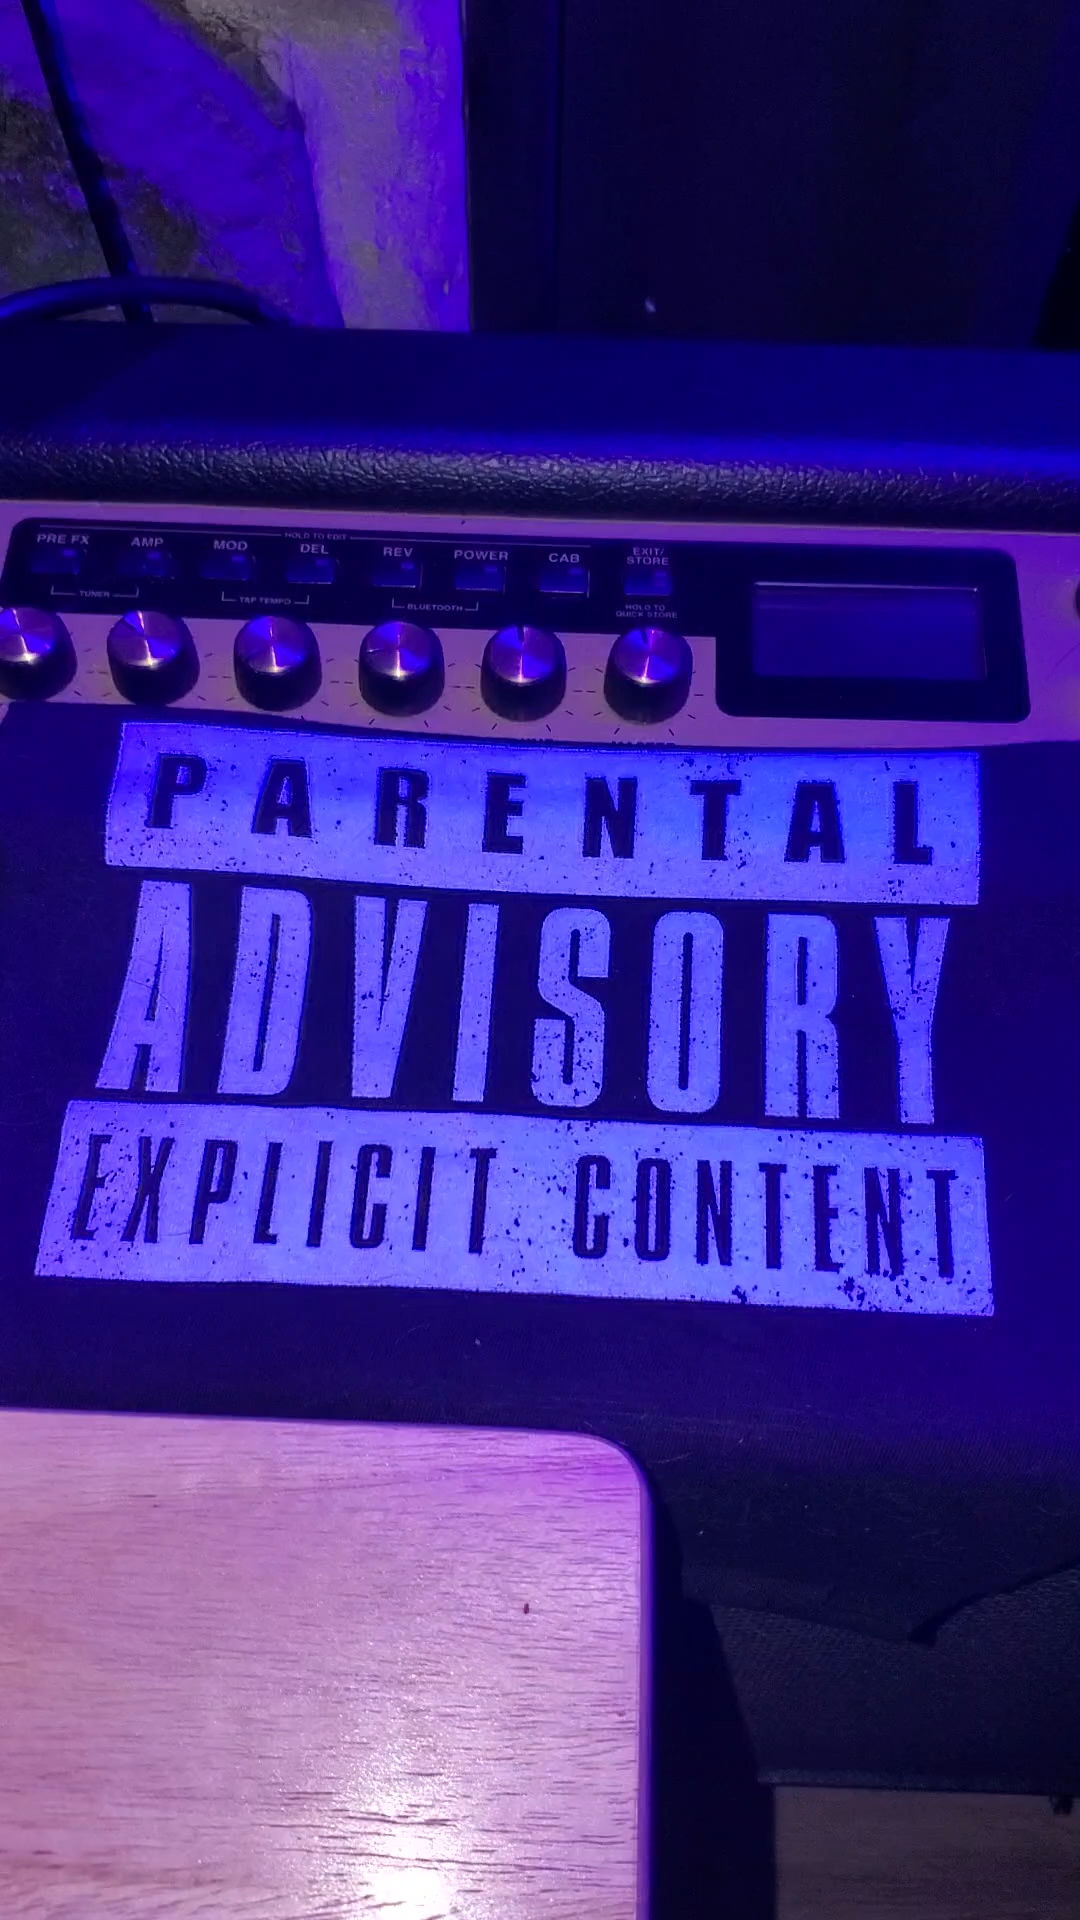 HOLD TO EDIT
PRE FX AMP MOD DEL REV POWER CAB EXIT/
STORE
TUNER TAP TEMPO BLUETOOTH HOLD TO
QUICK STORE
PARENTAL
ADVISORY
EXPLICIT CONTENT